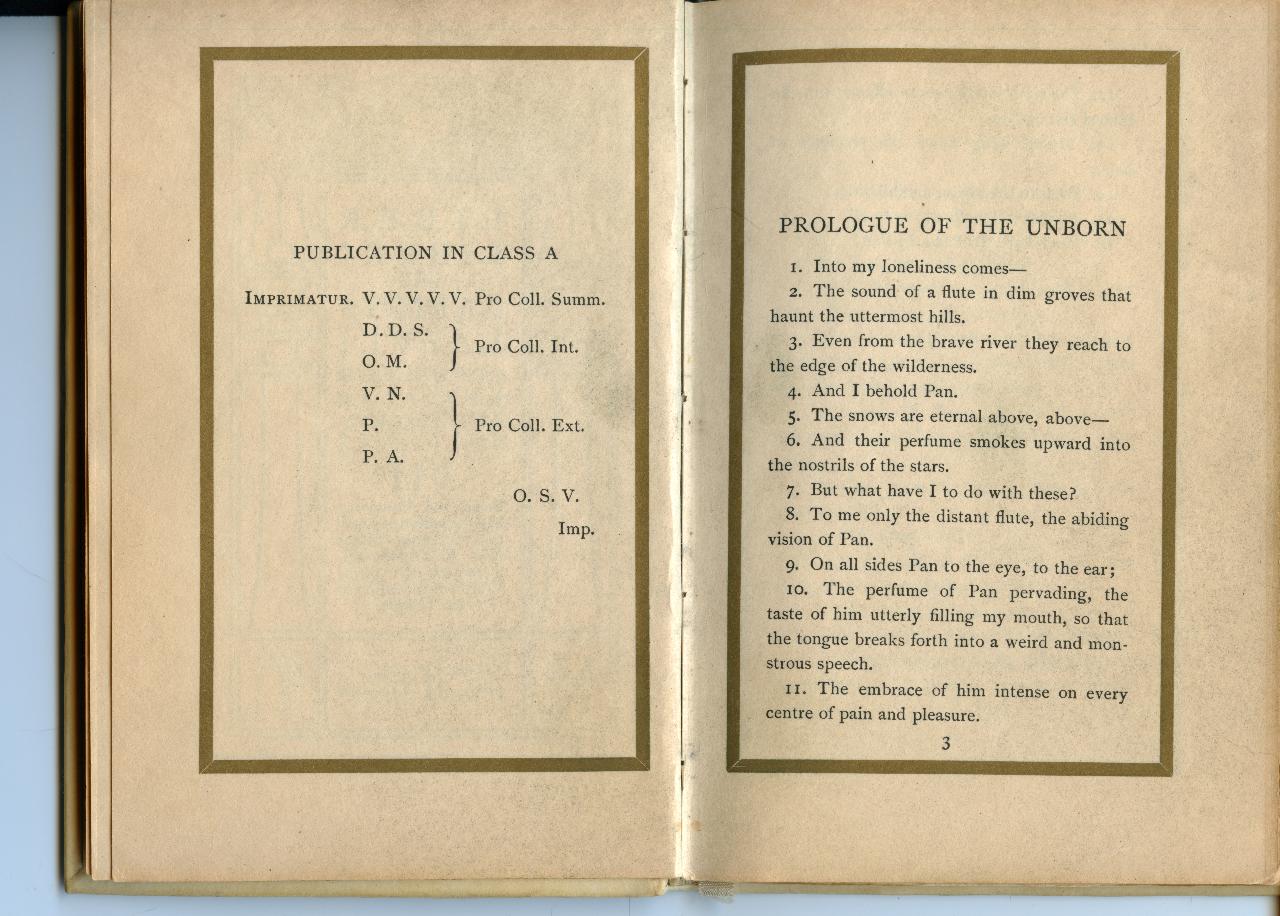 PUBLICATION IN CLASS A
IMPRIMATUR. V. V. V. V. V. Pro Coll. Summ.
D. D. S.
O. M.
Pro Coll. Int.
V. N.
P.
P. A.
Pro Coll. Ext.
O. S. V.
Imp.
PROLOGUE OF THE UNBORN
1. Into my loneliness comes—
2. The sound of a flute in dim groves that
haunt the uttermost hills.
3. Even from the brave river they reach to
the edge of the wilderness.
4. And I behold Pan.
5. The snows are eternal above, above—
6. And their perfume smokes upward into
the nostrils of the stars.
7. But what have I to do with these?
8. To me only the distant flute, the abiding
vision of Pan.
9. On all sides Pan to the eye, to the ear;
10. The perfume of Pan pervading, the
taste of him utterly filling my mouth, so that
the tongue breaks forth into a weird and mon-
strous speech.
11. The embrace of him intense on every
centre of pain and pleasure.
3